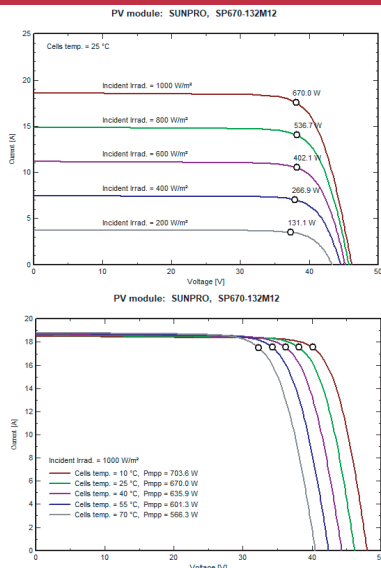 PV module: SUNPRO, SP670-132M12
25
Cells temp. = 25 °C
20
Incident Irrad. = 1000 W/m²
670.0 W
15
Incident Irrad. = 800 W/m²
536.7 W
Incident Irrad. = 600 W/m²
402.1 W
10
Incident Irrad. = 400 W/m²
266.9 W
5
Incident Irrad. = 200 W/m²
131.1 W
0
Current [A]
0 10 20 30 40 50
Voltage [V]
PV module: SUNPRO, SP670-132M12
20
18
16
14
12
10
8
6
4
2
0
Current [A]
Incident Irrad. = 1000 W/m²
Cells temp. = 10 °C, Pmpp = 703.6 W
Cells temp. = 25 °C, Pmpp = 670.0 W
Cells temp. = 40 °C, Pmpp = 635.9 W
Cells temp. = 55 °C, Pmpp = 601.3 W
Cells temp. = 70 °C, Pmpp = 566.3 W
0 10 20 30 40 50
Voltage [V]